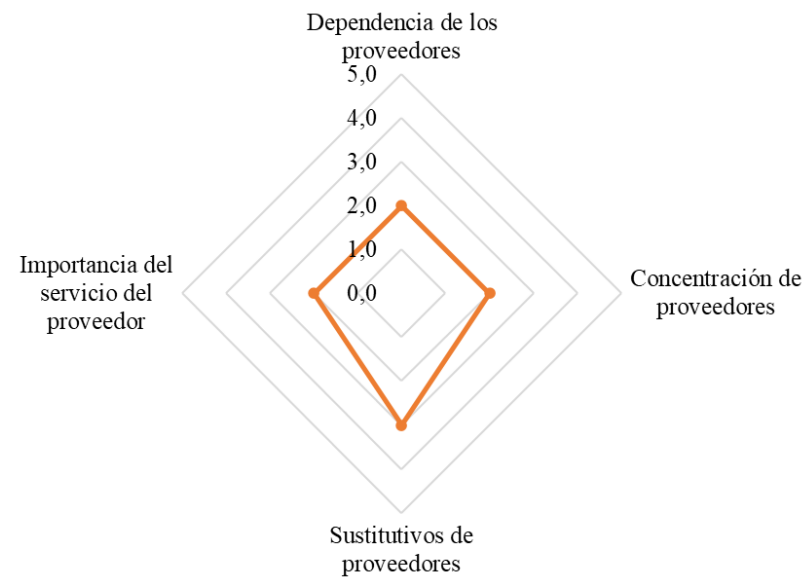 Dependencia de los
proveedores
5,0
4,0
3,0
2,0
1,0
0,0
Importancia del
servicio del
proveedor
Concentración de
proveedores
Sustitutivos de
proveedores